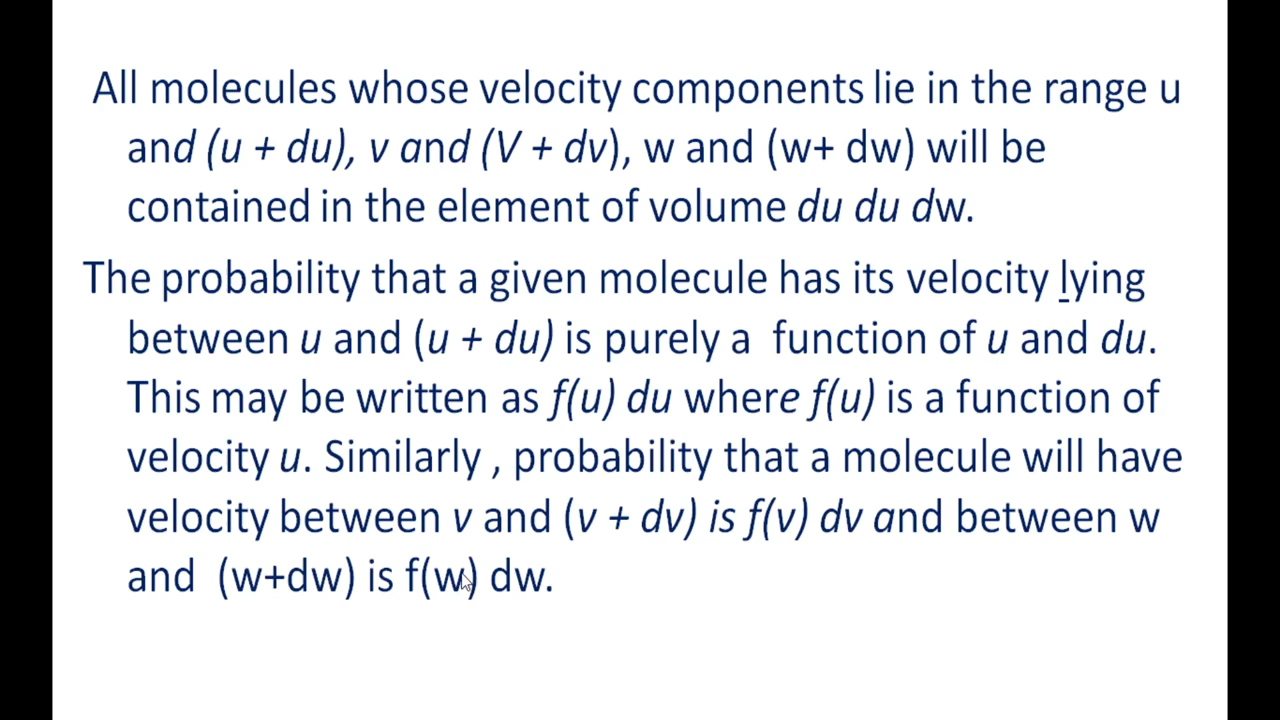 All molecules whose velocity components lie in the range u
and (u + du), v and (V + dv), w and (w+ dw) will be
contained in the element of volume du du dw.
The probability that a given molecule has its velocity lying
between u and (u + du) is purely a function of u and du.
This may be written as f(u) du where f(u) is a function of
velocity u. Similarly , probability that a molecule will have
velocity between v and (v + dv) is f(v) dv and between w
and (w+dw) is f(w) dw.